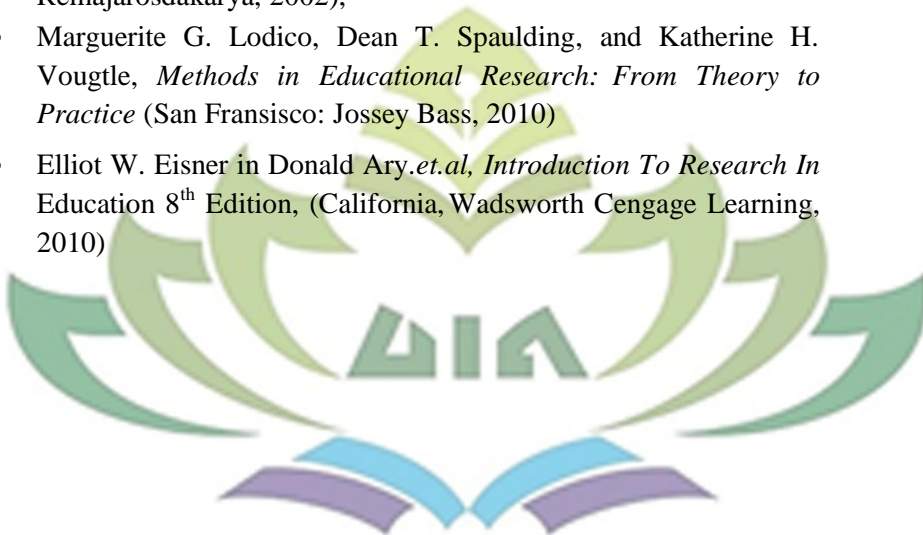 Remajarosdakarya, 2002),
• Marguerite G. Lodico, Dean T. Spaulding, and Katherine H.
Vougtle, Methods in Educational Research: From Theory to
Practice (San Fransisco: Jossey Bass, 2010)
• Elliot W. Eisner in Donald Ary.et.al, Introduction To Research In
Education 8th Edition, (California, Wadsworth Cengage Learning,
2010)
UIN